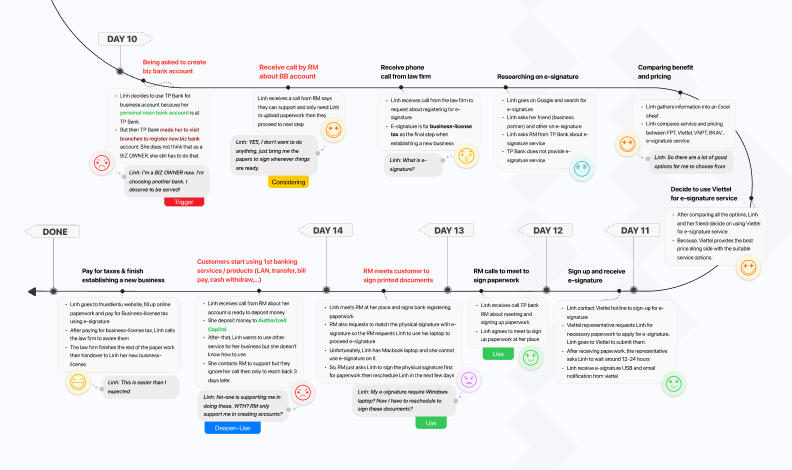 DAY 10
Being asked to create
biz bank account
Linh decides to use TP Bank for
business account because her
personal main bank account is at
TP Bank.
But then TP Bank made her to visit
branches to register new biz bank
account. She does not think that as a
BIZ OWNER, she still has to do that
Linh: I'm a BIZ OWNER now. I'm
choosing another bank. I
deserve to be served!
Trigger
Receive call by RM
about BB account
Linh receives a call from RM says
they can support and only need Linh
to upload paperwork then they
proceed to next step
Linh: YES, I don't want to do
anything, just bring me the
papers to sign whenever things
are ready.
Considering
Receive phone
call from law firm
Linh receives call from the law firm to
request about registering for e-
signature
E-signature is for business-license
tax as the final step when
establishing a new business
Linh: What is e-
signature?
Researching on e-signature
Linh goes on Google and search for
e-signature
Linh asks her friend (business
partner) and other on e-signature
Linh asks RM from TP Bank about e-
signature service
TP Bank does not provide e-
signature service
Comparing benefit
and pricing
Linh gathers information into an Excel
sheet
Linh compares service and pricing
between FPT, Viettel, VNPT, BKAV...
e-signature service
Linh: So there are a lot of good
options for me to choose from
Decide to use Viettel
for e-signature service
After comparing all the options, Linh
and her friend decide on using Viettel
for e-signature service
Because, Viettel provides the best
price along side with the suitable
service options.
DAY 11
Sign up and receive
e-signature
Linh contact Viettel hotline to sign-up for e-
signature
Viettel representative requests Linh for
necessary paperwork to apply for e-signature.
Linh goes to Viettel to submit them.
After receiving paperwork, the representative
asks Linh to wait around 12-24 hours
Linh receive e-signature USB and email
notification from viettel
DAY 12
RM calls to meet to
sign paperwork
Linh receives call TP bank
RM about meeting and
signing up paperwork
Linh agrees to meet to sign
up paperwork at her place
Use
DAY 13
RM meets customer to
sign printed documents
Linh meets RM at her place and signs bank registering
paperwork
RM also requests to match the physical signature with e-
signature so the RM requests Linh to use her laptop to
proceed e-signature
Unfortunately, Linh has Macbook laptop and she cannot
use e-signature on it.
So, RM just asks Linh to sign the physical signature first
for paperwork then reschedule Linh in the next few days
Linh: My e-signature require Windows
laptop? Now I have to reschedule to
sign these documents?
Use
DAY 14
Customers start using 1st banking
services / products (LAN, transfer, bill
pay, cash withdraw,...)
Linh receives call from RM about her
account is ready to deposit money
She deposit money to Authorized
Capital
After-that, Linh wants to use other
service for her business but she doesn't
know how to use
She contacts RM to support but they
ignore her call then only to reach back 3
days later.
Linh: No-one is supporting me in
doing these. WTH? RM only
support me in creating accounts?
Deepen-Use
DONE
Pay for taxes & finish
establishing a new business
Linh goes to thuedientu website, fill up online
paperwork and pay for Business-license tax
using e-signature
After paying for business-license tax, Linh calls
the law firm to aware them
The law firm finishes the rest of the paper work
then handover to Linh her new business-
license
Linh: This is easier than I
expected